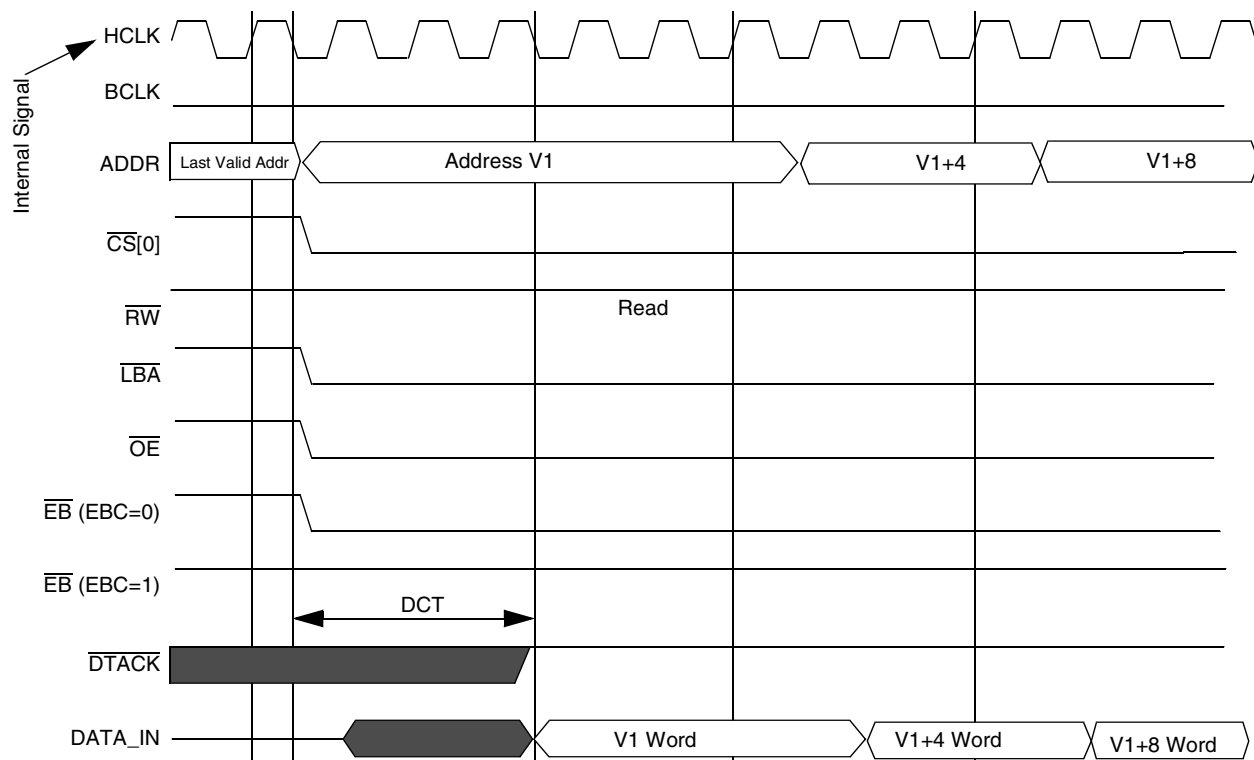 Internal Signal
HCLK
BCLK
ADDR
Last Valid Addr
Address V1
V1+4
V1+8
CS[0]
RW
Read
LBA
OE
EB (EBC=0)
EB (EBC=1)
DCT
DTACK
DATA_IN
V1 Word
V1+4 Word
V1+8 Word